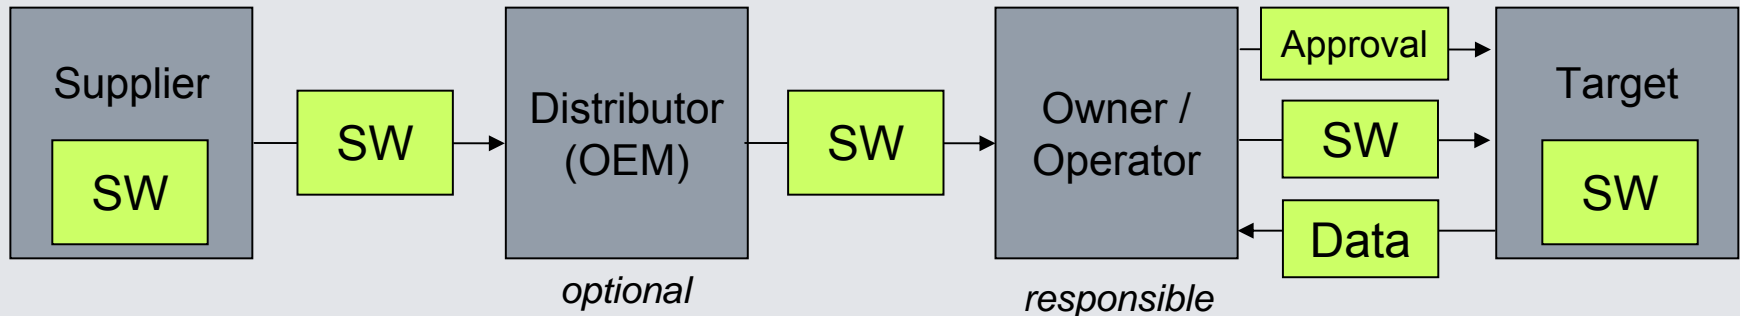 Supplier
SW
SW
Distributor
(OEM)
optional
SW
Owner /
Operator
responsible
Approval
SW
Data
Target
SW